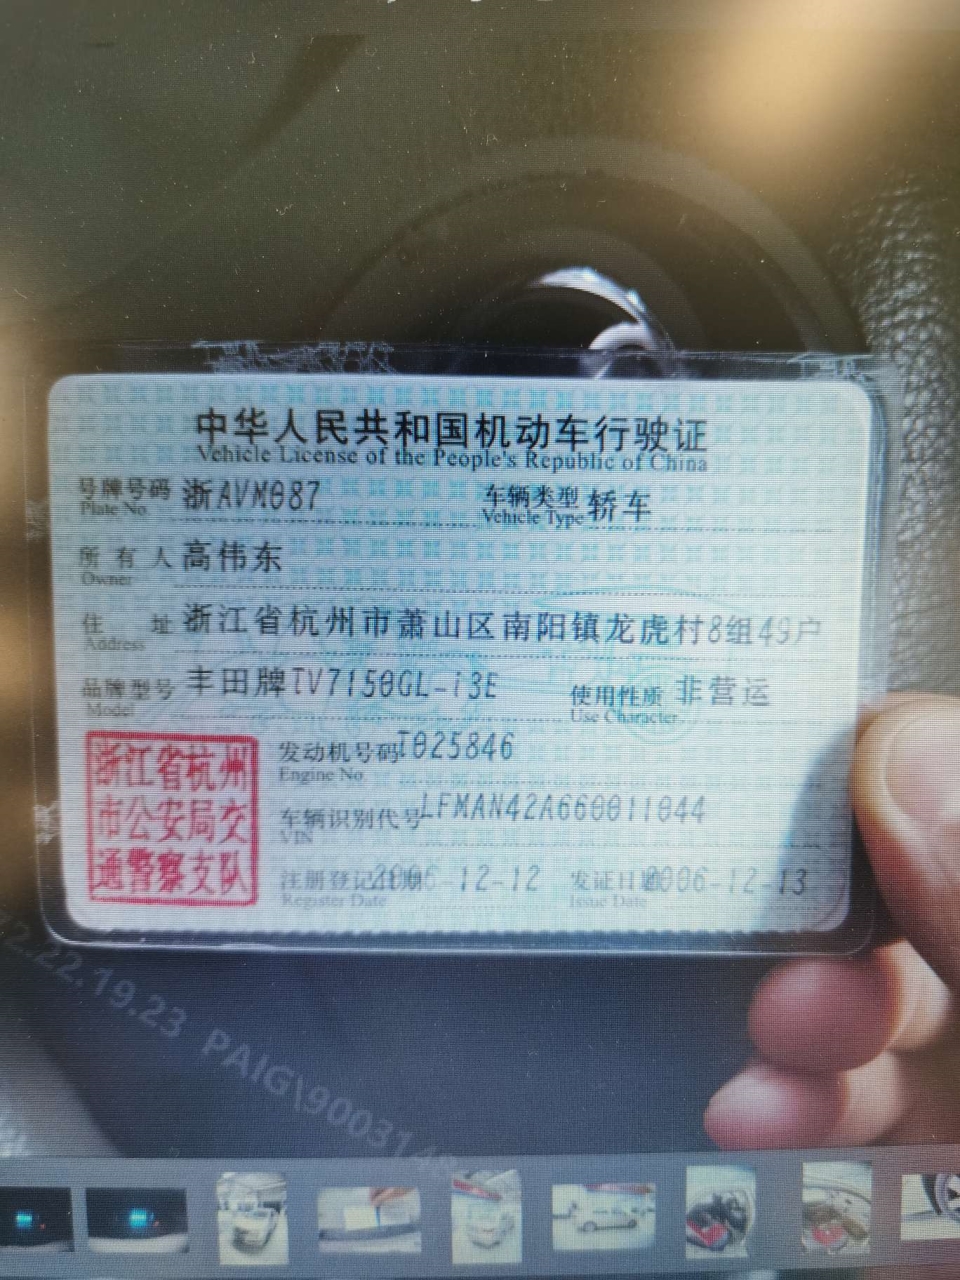 中华人民共和国机动车行驶证
Vehicle License of the People's Republic of China
号牌号码 浙AVM087 车辆类型 轿车
Plate No. Vehicle Type
所有人 高伟东
Owner
住址 浙江省杭州市萧山区南阳镇龙虎村8组49户
Address
品牌型号 丰田牌TV7150GL-i3E 使用性质 非营运
Model Use Character
浙江省杭州
市公安局交
通警察支队
发动机号码 T025846
Engine No.
车辆识别代号 LFMAN42A660011044
VIN
注册登记日期 2006-12-12 发证日期 2006-12-13
Register Date Issue Date
2.22.19.23 PAIG\900314